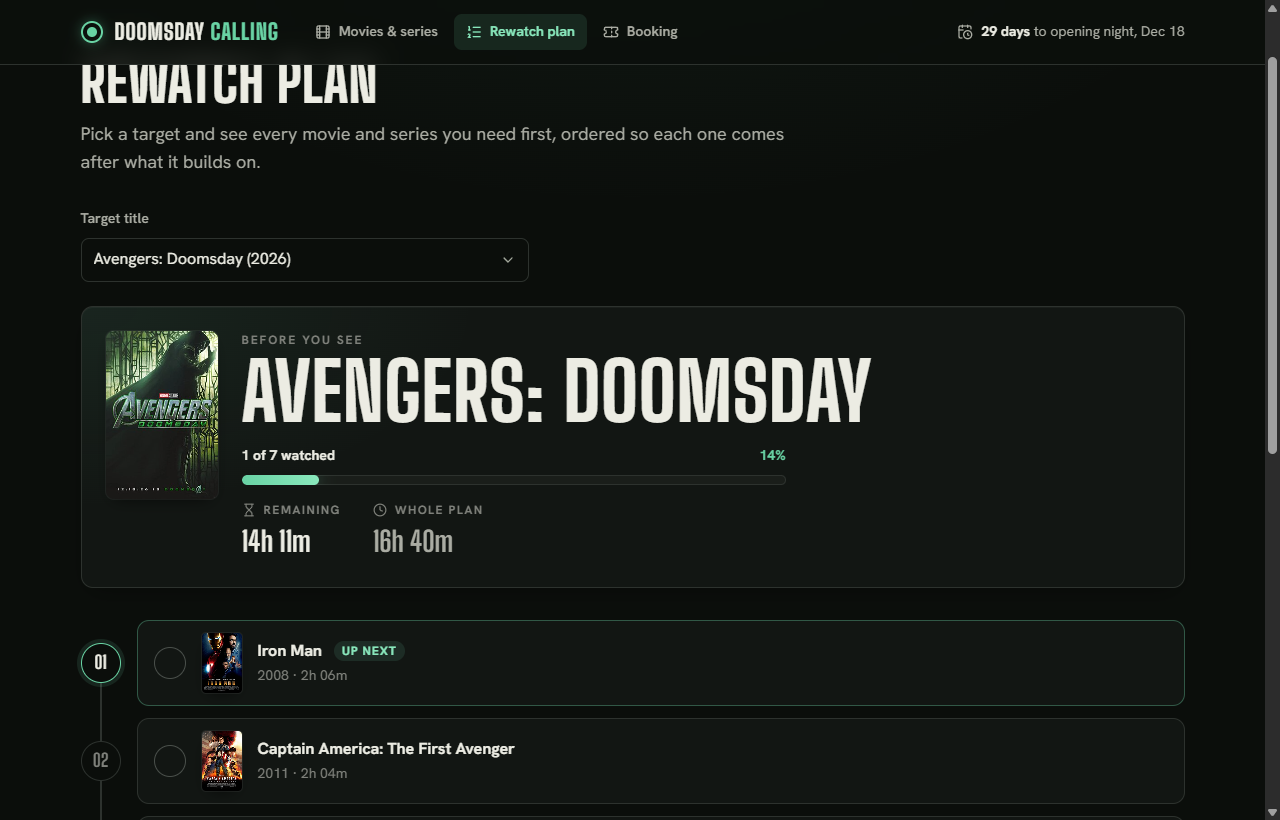 DOOMSDAY CALLING
Movies & series
Rewatch plan
Booking
29 days to opening night, Dec 18
REWATCH PLAN
Pick a target and see every movie and series you need first, ordered so each one comes
after what it builds on.
Target title
Avengers: Doomsday (2026)
AVENGERS
DOOMSDAY
BEFORE YOU SEE
AVENGERS: DOOMSDAY
1 of 7 watched
14%
REMAINING
WHOLE PLAN
14h 11m
16h 40m
01
Iron Man
UP NEXT
2008 · 2h 06m
02
Captain America: The First Avenger
2011 · 2h 04m